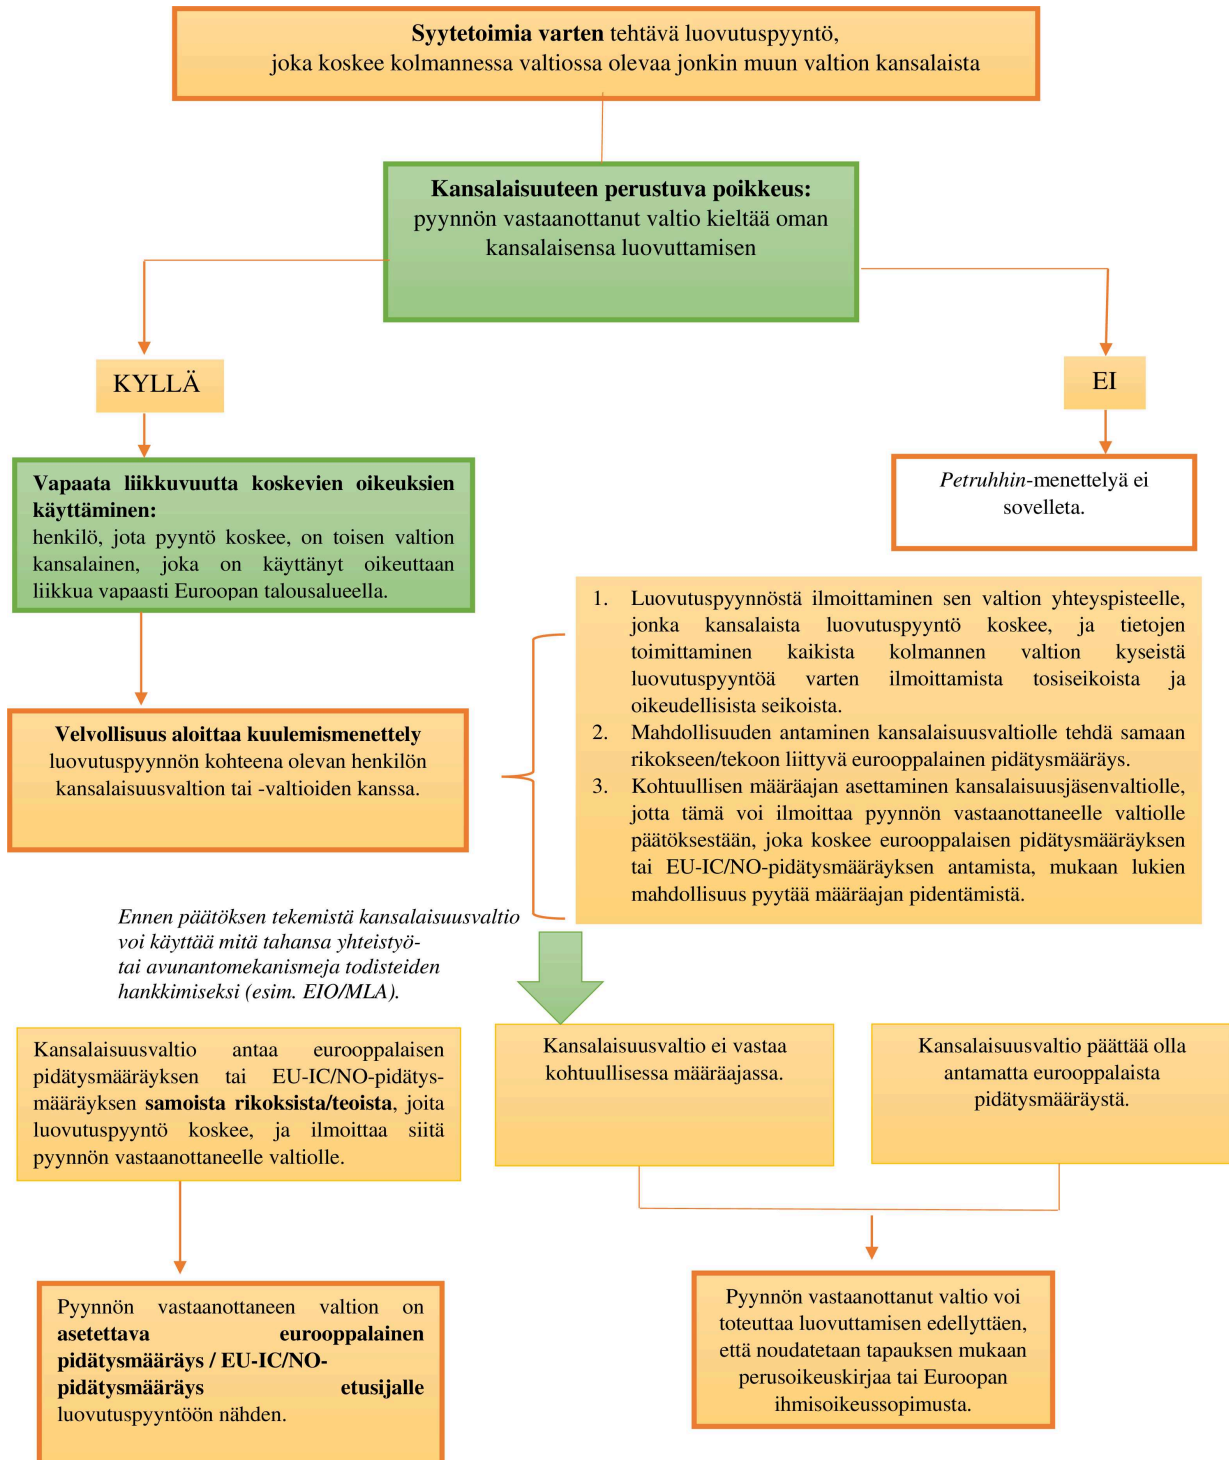 Syytetoimia varten tehtävä luovutuspyyntö,
joka koskee kolmannessa valtiossa olevaa jonkin muun valtion kansalaista
Kansalaisuuteen perustuva poikkeus:
pyynnön vastaanottanut valtio kieltää oman
kansalaisensa luovuttamisen
KYLLÄ
EI
Vapaata liikkuvuutta koskevien oikeuksien
käyttäminen:
henkilö, jota pyyntö koskee, on toisen valtion
kansalainen, joka on käyttänyt oikeuttaan
liikkua vapaasti Euroopan talousalueella.
Petruhhin-menettelyä ei
sovelleta.
Velvollisuus aloittaa kuulemismenettely
luovutuspyynnön kohteena olevan henkilön
kansalaisuusvaltion tai -valtioiden kanssa.
1. Luovutuspyynnöstä ilmoittaminen sen valtion yhteyspisteelle,
jonka kansalaista luovutuspyyntö koskee, ja tietojen
toimittaminen kaikista kolmannen valtion kyseistä
luovutuspyyntöä varten ilmoittamista tosiseikoista ja
oikeudellisista seikoista.
2. Mahdollisuuden antaminen kansalaisuusvaltiolle tehdä samaan
rikokseen/tekoon liittyvä eurooppalainen pidätysmääräys.
3. Kohtuullisen määräajan asettaminen kansalaisuusjäsenvaltiolle,
jotta tämä voi ilmoittaa pyynnön vastaanottaneelle valtiolle
päätöksestään, joka koskee eurooppalaisen pidätysmääräyksen
tai EU-IC/NO-pidätysmääräyksen antamista, mukaan lukien
mahdollisuus pyytää määräajan pidentämistä.
Ennen päätöksen tekemistä kansalaisuusvaltio
voi käyttää mitä tahansa yhteistyö-
tai avunantomekanismeja todisteiden
hankkimiseksi (esim. EIO/MLA).
Kansalaisuusvaltio antaa eurooppalaisen
pidätysmääräyksen tai EU-IC/NO-pidätys-
määräyksen samoista rikoksista/teoista, joita
luovutuspyyntö koskee, ja ilmoittaa siitä
pyynnön vastaanottaneelle valtiolle.
Kansalaisuusvaltio ei vastaa
kohtuullisessa määräajassa.
Kansalaisuusvaltio päättää olla
antamatta eurooppalaista
pidätysmääräystä.
Pyynnön vastaanottaneen valtion on
asetettava eurooppalainen
pidätysmääräys / EU-IC/NO-
pidätysmääräys etusijalle
luovutuspyyntöön nähden.
Pyynnön vastaanottanut valtio voi
toteuttaa luovuttamisen edellyttäen,
että noudatetaan tapauksen mukaan
perusoikeuskirjaa tai Euroopan
ihmisoikeussopimusta.